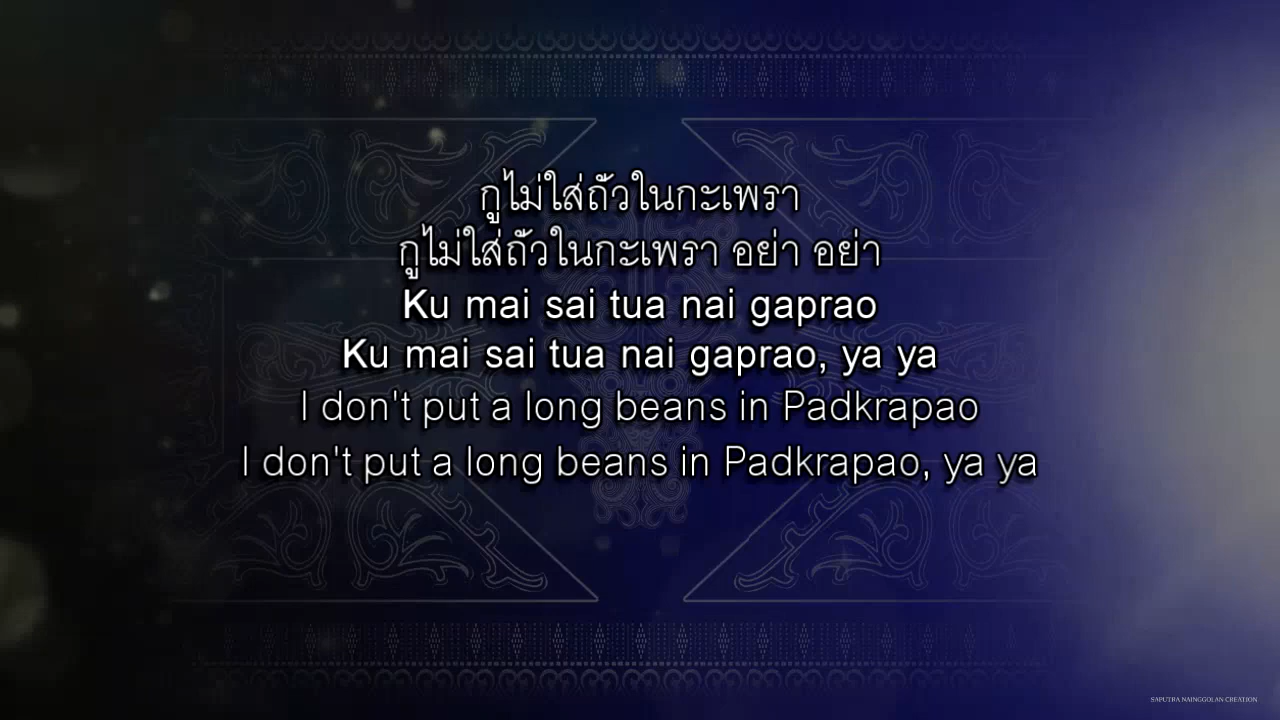 กูไม่ใส่ถั่วในกะเพรา
กูไม่ใส่ถั่วในกะเพรา อย่า อย่า
Ku mai sai tua nai gaprao
Ku mai sai tua nai gaprao, ya ya
I don't put a long beans in Padkrapao
I don't put a long beans in Padkrapao, ya ya
SAPUTRA NAINGGOLAN CREATION